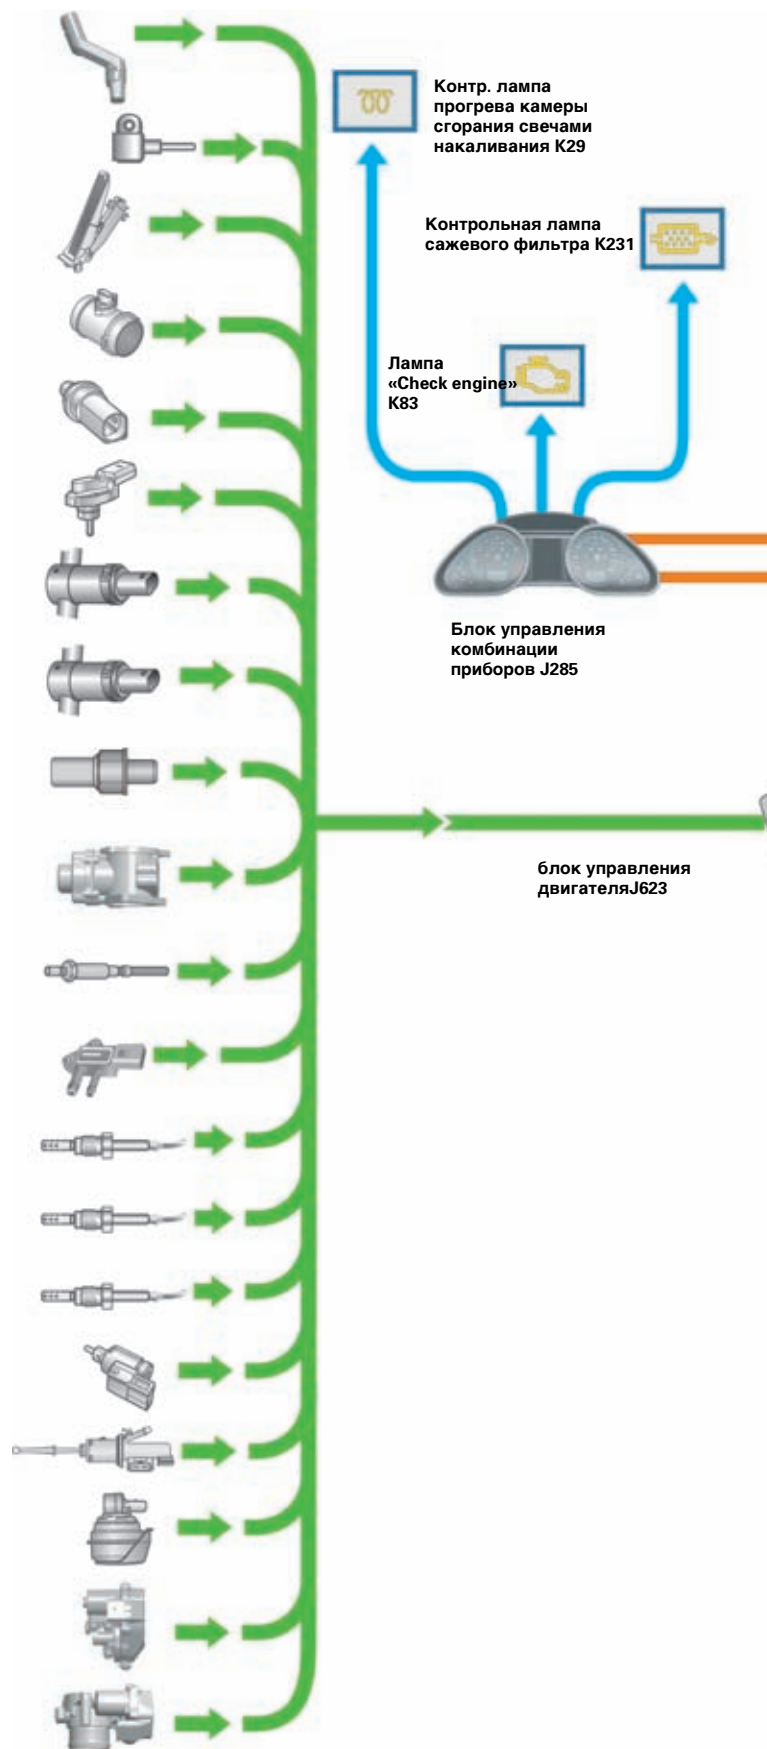 Контр. лампа
прогрева камеры
сгорания свечами
накаливания K29
Контрольная лампа
сажевого фильтра K231
Лампа
«Check engine»
K83
Блок управления
комбинации
приборов J285
блок управления
двигателяJ623